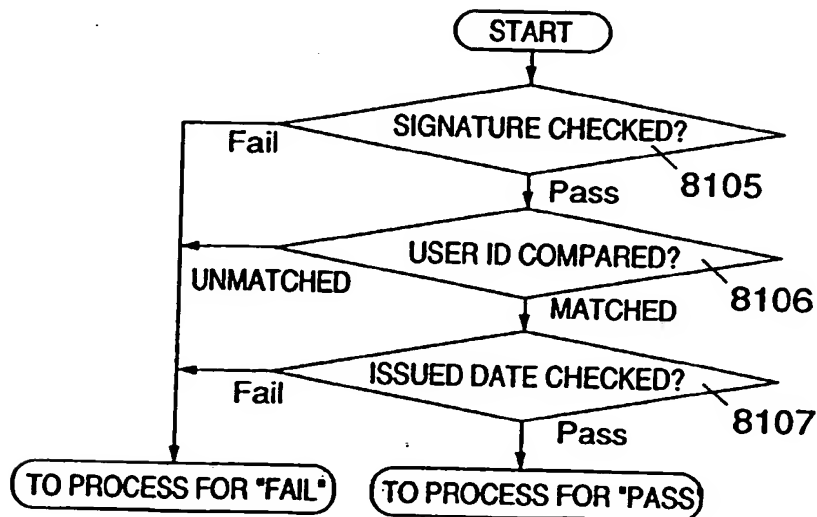 START
SIGNATURE CHECKED?
Fail
8105
Pass
USER ID COMPARED?
UNMATCHED
8106
MATCHED
ISSUED DATE CHECKED?
Fail
8107
Pass
TO PROCESS FOR "FAIL"
TO PROCESS FOR "PASS